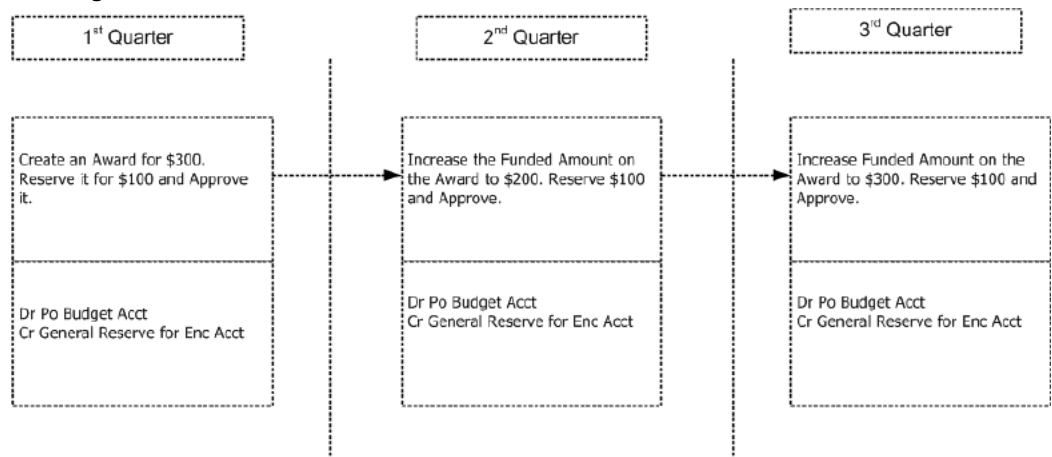 1st Quarter
2nd Quarter
3rd Quarter
Create an Award for $300.
Reserve it for $100 and Approve
it.
Increase the Funded Amount on
the Award to $200. Reserve $100
and Approve.
Increase Funded Amount on the
Award to $300. Reserve $100 and
Approve.
Dr Po Budget Acct
Cr General Reserve for Enc Acct
Dr Po Budget Acct
Cr General Reserve for Enc Acct
Dr Po Budget Acct
Cr General Reserve for Enc Acct